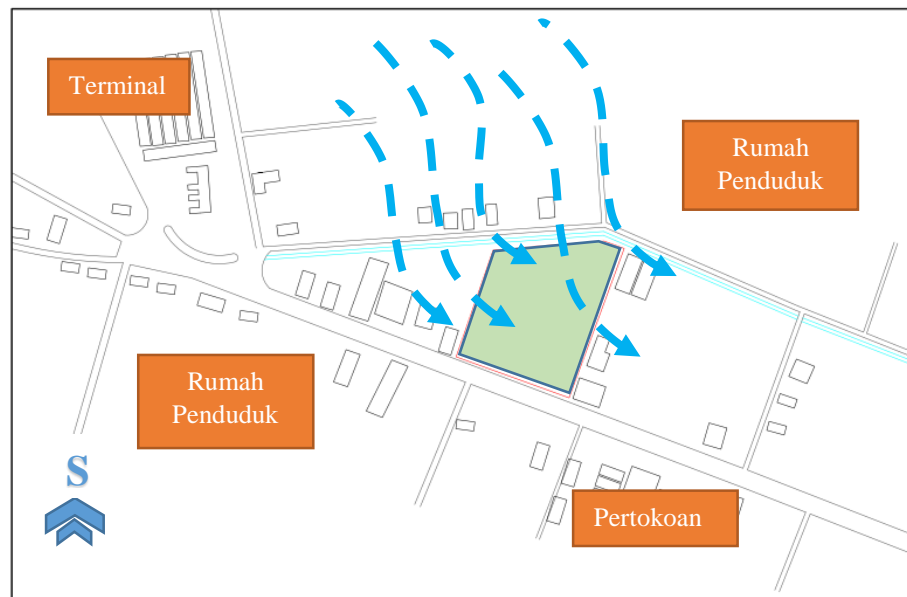 Terminal
Rumah
Penduduk
Rumah
Penduduk
S
Pertokoan